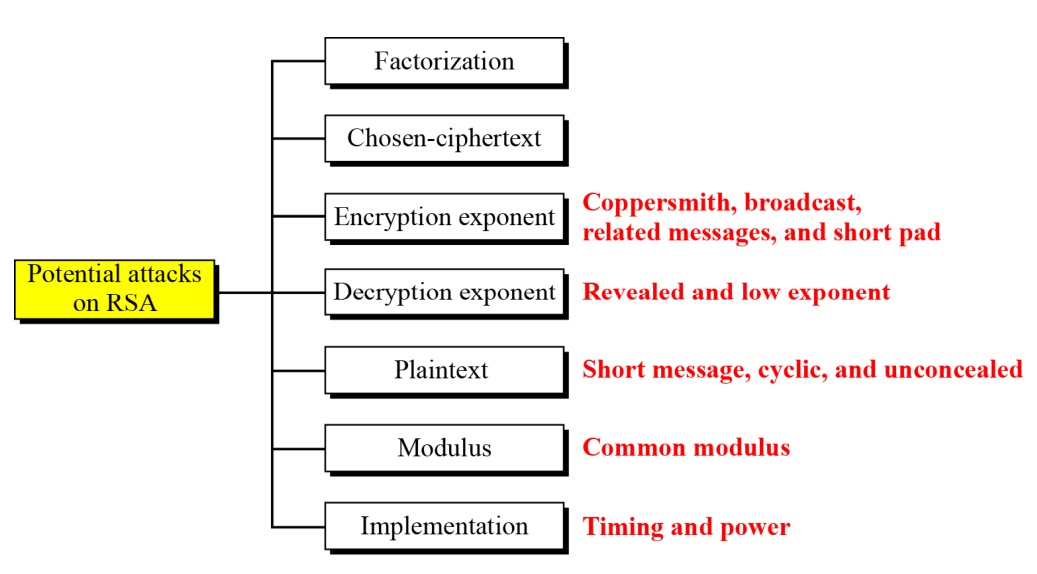 Factorization
Chosen-ciphertext
Encryption exponent
Coppersmith, broadcast,
related messages, and short pad
Potential attacks
on RSA
Decryption exponent
Revealed and low exponent
Plaintext
Short message, cyclic, and unconcealed
Modulus
Common modulus
Implementation
Timing and power